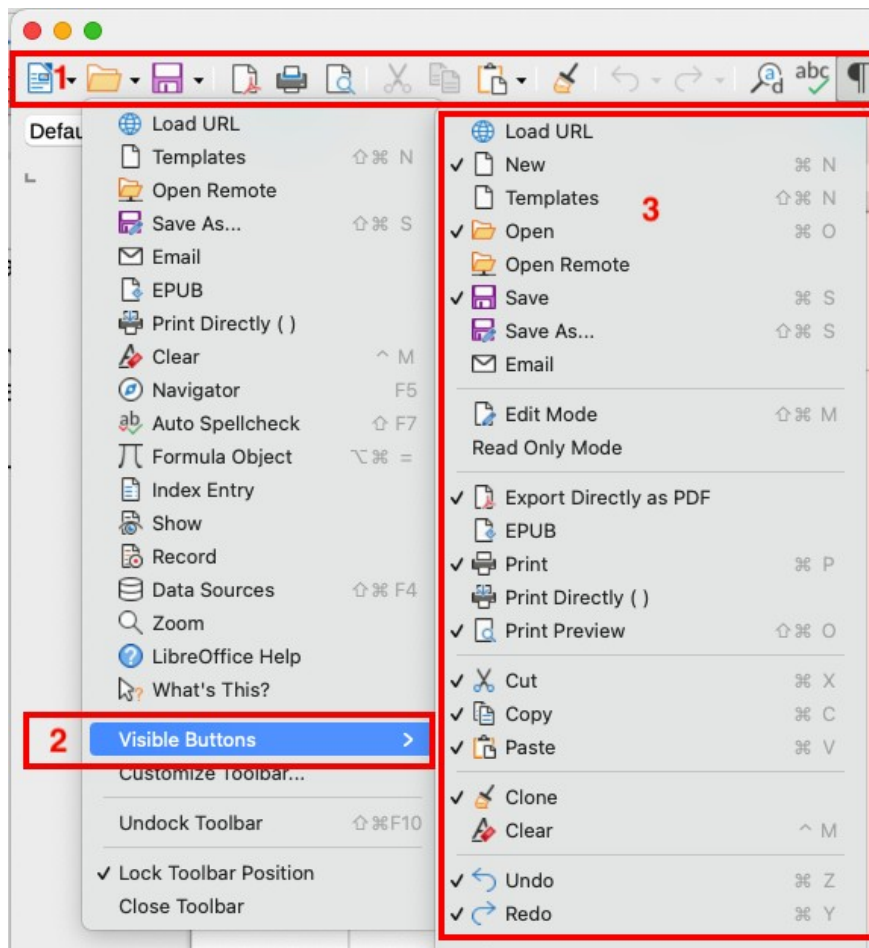 1
abc
¶
Defau
Load URL
Templates ⇧⌘ N
Open Remote
Save As... ⇧⌘ S
Email
EPUB
Print Directly ( )
Clear ^ M
Navigator F5
Auto Spellcheck ⇧ F7
Formula Object ⌥⌘ =
Index Entry
Show
Record
Data Sources ⇧⌘ F4
Zoom
LibreOffice Help
What's This?
2 Visible Buttons >
Customize Toolbar...
Undock Toolbar ⇧⌘F10
✓ Lock Toolbar Position
Close Toolbar
3
Load URL
✓ New ⌘ N
Templates ⇧⌘ N
✓ Open ⌘ O
Open Remote
✓ Save ⌘ S
Save As... ⇧⌘ S
Email
Edit Mode ⇧⌘ M
Read Only Mode
✓ Export Directly as PDF
EPUB
✓ Print ⌘ P
Print Directly ( )
✓ Print Preview ⇧⌘ O
✓ Cut ⌘ X
✓ Copy ⌘ C
✓ Paste ⌘ V
✓ Clone
Clear ^ M
✓ Undo ⌘ Z
✓ Redo ⌘ Y